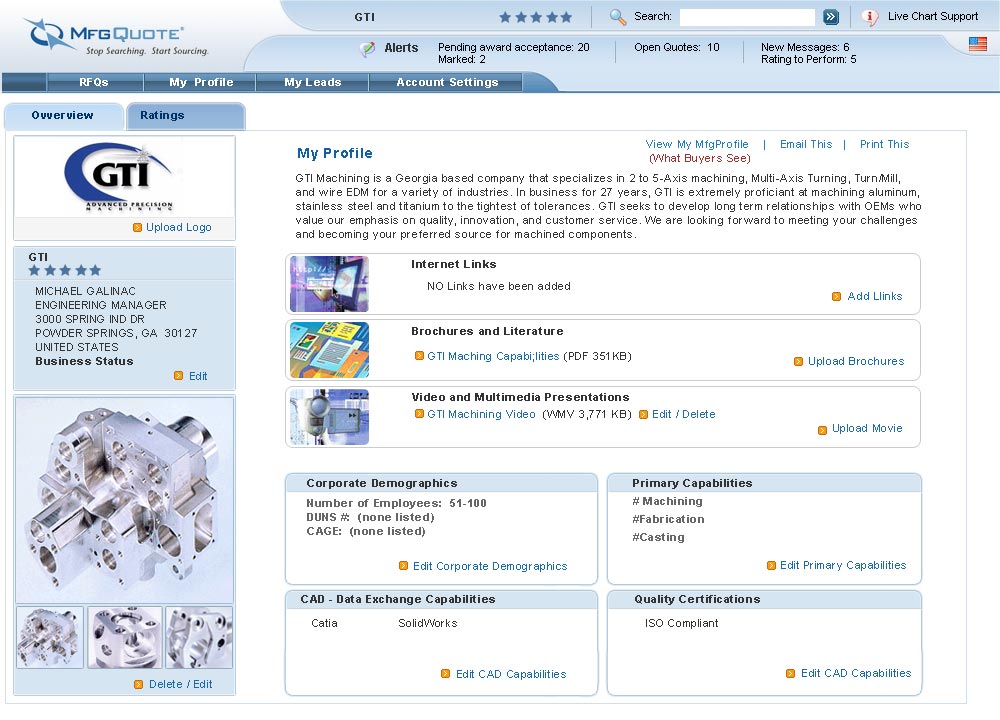 GTI
Search:
Live Chart Support
MFGQUOTE
Stop Searching. Start Sourcing.
Alerts
Pending award acceptance: 20
Marked: 2
Open Quotes: 10
New Messages: 6
Rating to Perform: 5
RFQs
My Profile
My Leads
Account Settings
Ovverview
Ratings
GTI
ADVANCED PRECISION
MACHINING
Upload Logo
GTI
MICHAEL GALINAC
ENGINEERING MANAGER
3000 SPRING IND DR
POWDER SPRINGS, GA 30127
UNITED STATES
Business Status
Edit
Delete / Edit
My Profile
View My MfgProfile | Email This | Print This
(What Buyers See)
GTI Machining is a Georgia based company that specializes in 2 to 5-Axis machining, Multi-Axis Turning, Turn/Mill,
and wire EDM for a variety of industries. In business for 27 years, GTI is extremely proficiant at machining aluminum,
stainless steel and titanium to the tightest of tolerances. GTI seeks to develop long term relationships with OEMs who
value our emphasis on quality, innovation, and customer service. We are looking forward to meeting your challenges
and becoming your preferred source for machined components.
http://
Internet Links
NO Links have been added
Add Llinks
Brochures and Literature
GTI Maching Capabi;lities (PDF 351KB)
Upload Brochures
Video and Multimedia Presentations
GTI Machining Video (WMV 3,771 KB) Edit / Delete
Upload Movie
Corporate Demographics
Number of Employees: 51-100
DUNS #: (none listed)
CAGE: (none listed)
Edit Corporate Demographics
Primary Capabilities
# Machining
#Fabrication
#Casting
Edit Primary Capabilities
CAD - Data Exchange Capabilities
Catia SolidWorks
Edit CAD Capabilities
Quality Certifications
ISO Compliant
Edit CAD Capabilities